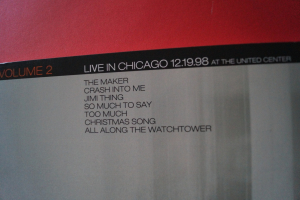 VOLUME 2 LIVE IN CHICAGO 12.19.98 AT THE UNITED CENTER
THE MAKER
CRASH INTO ME
JIMI THING
SO MUCH TO SAY
TOO MUCH
CHRISTMAS SONG
ALL ALONG THE WATCHTOWER